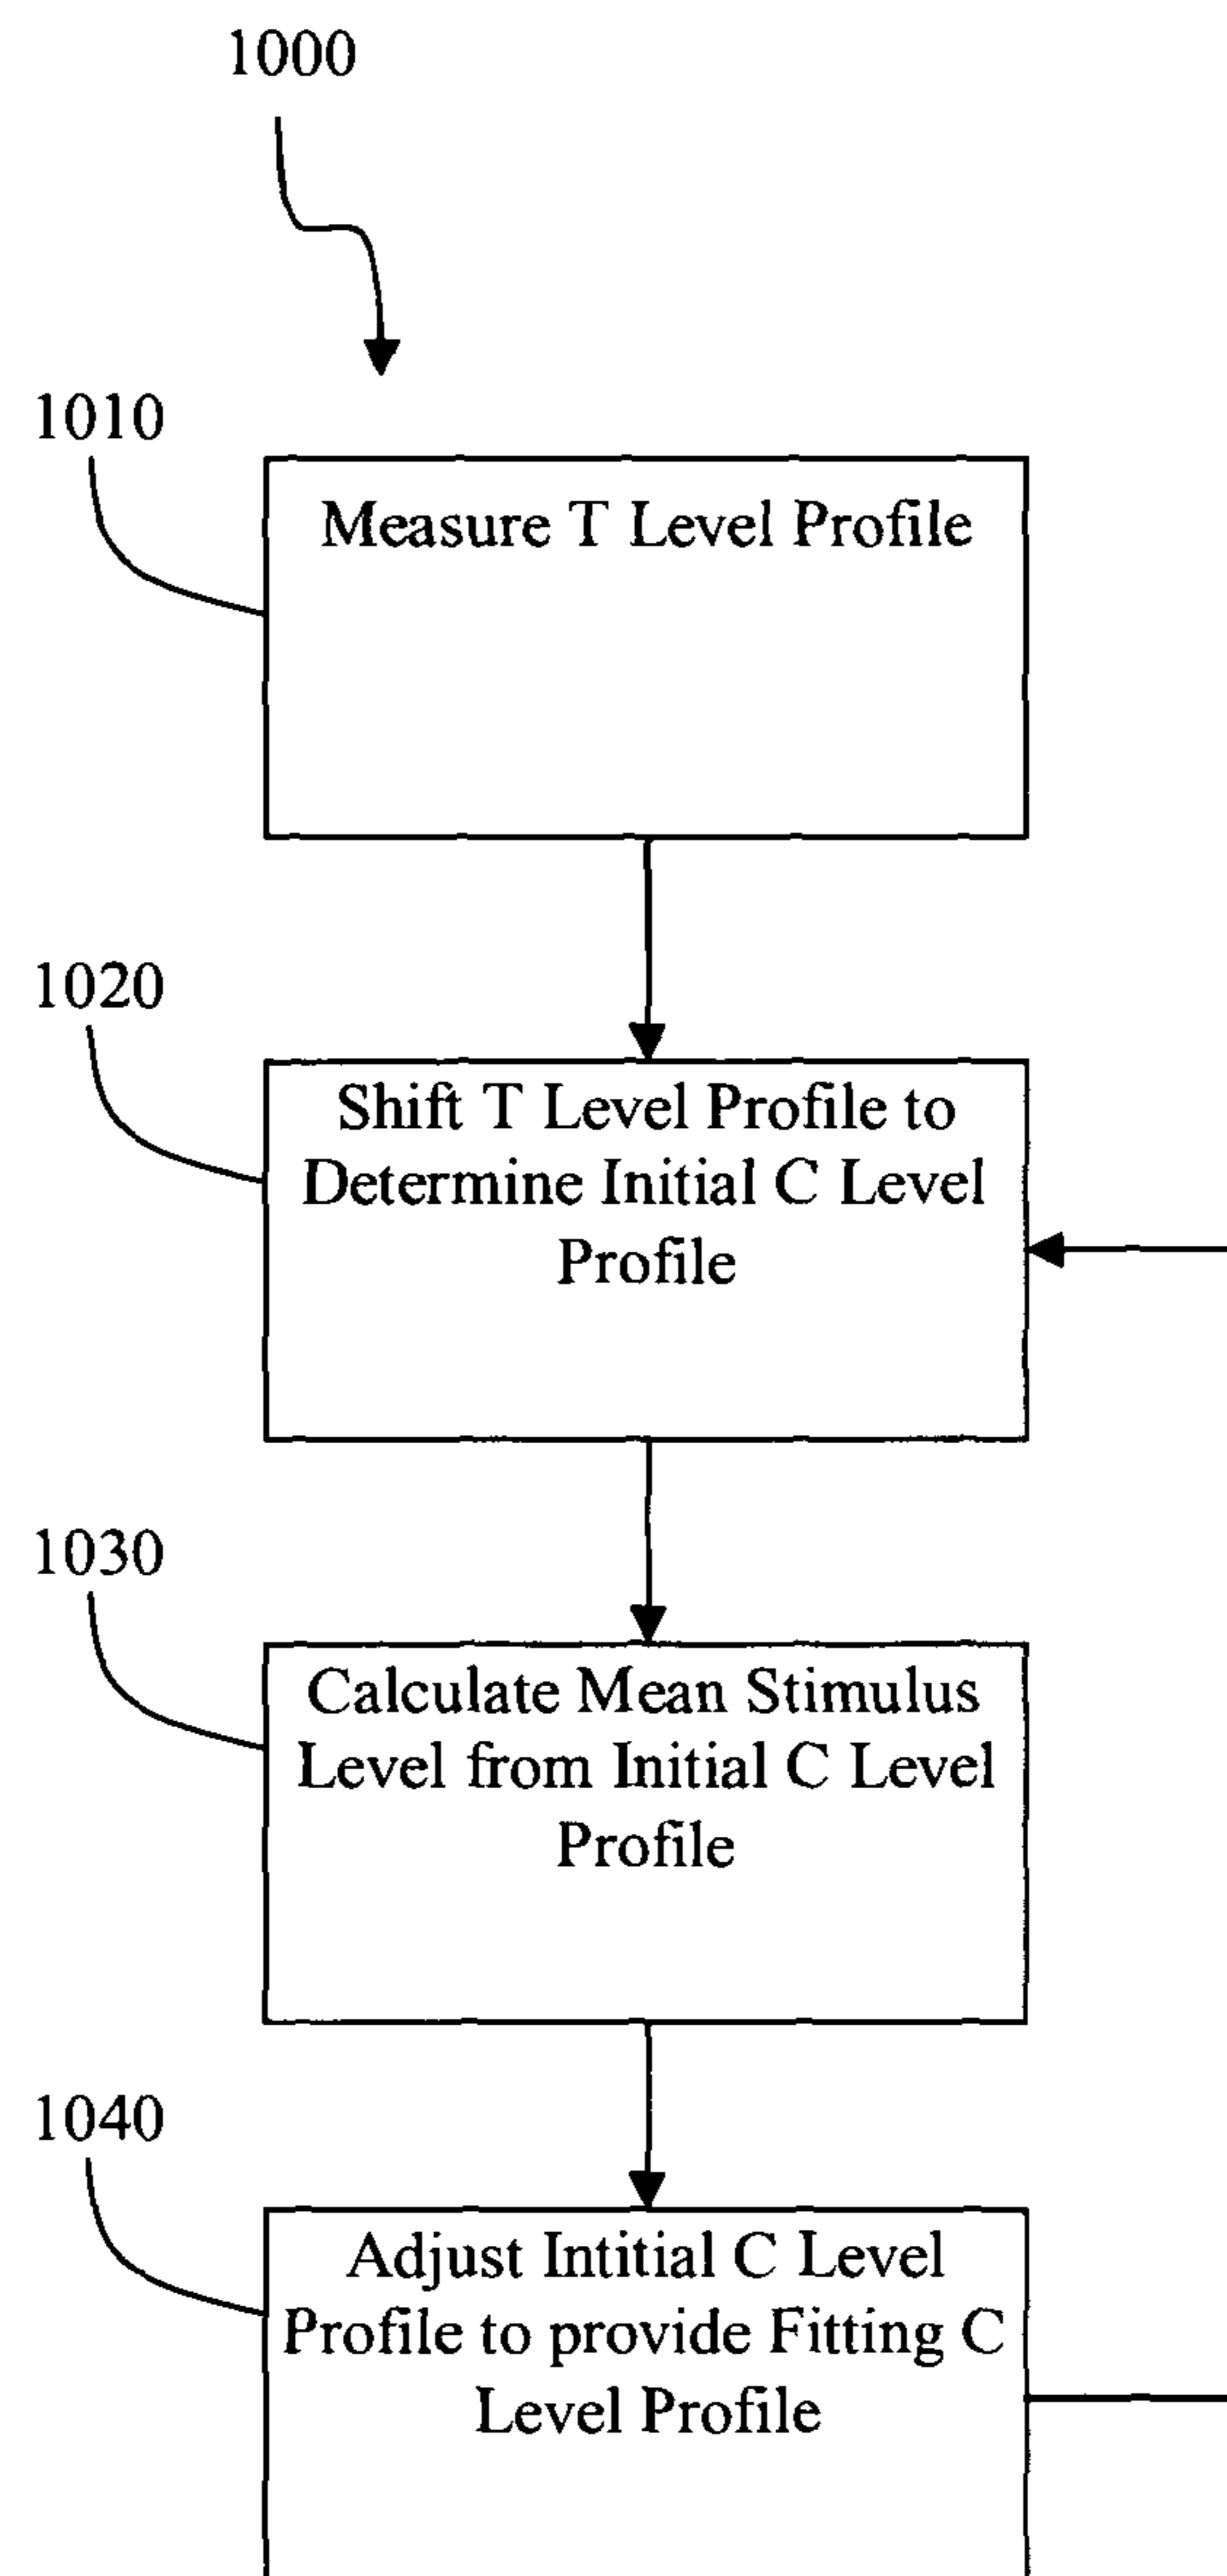 1000
1010
Measure T Level Profile
1020
Shift T Level Profile to
Determine Initial C Level
Profile
1030
Calculate Mean Stimulus
Level from Initial C Level
Profile
1040
Adjust Intitial C Level
Profile to provide Fitting C
Level Profile